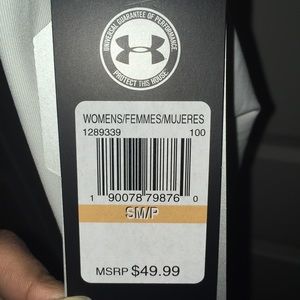 UNIVERSAL GUARANTEE OF PERFORMANCE
PROTECT THIS HOUSE
WOMENS/FEMMES/MUJERES
1289339 100
1 90078 79876 0
SM/P
MSRP $49.99